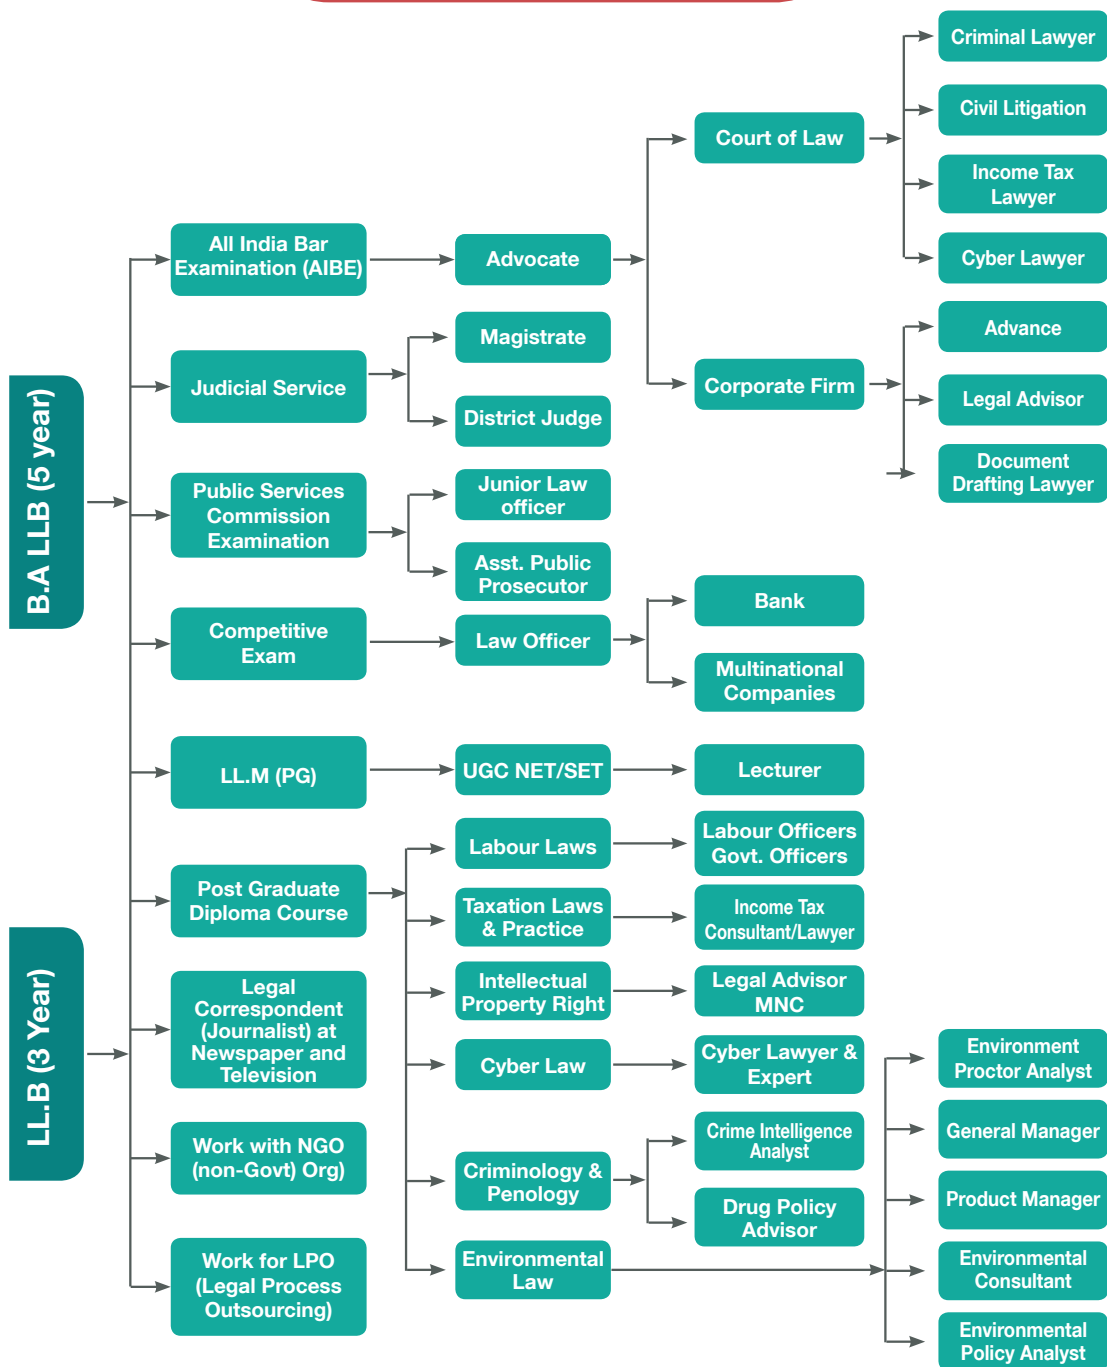 B.A LLB (5 year)
LL.B (3 Year)
All India Bar
Examination (AIBE)
Judicial Service
Public Services
Commission
Examination
Competitive
Exam
LL.M (PG)
Post Graduate
Diploma Course
Legal
Correspondent
(Journalist) at
Newspaper and
Television
Work with NGO
(non-Govt) Org)
Work for LPO
(Legal Process
Outsourcing)
Advocate
Magistrate
District Judge
Junior Law
officer
Asst. Public
Prosecutor
Law Officer
UGC NET/SET
Labour Laws
Taxation Laws
& Practice
Intellectual
Property Right
Cyber Law
Criminology &
Penology
Environmental
Law
Court of Law
Corporate Firm
Bank
Multinational
Companies
Lecturer
Labour Officers
Govt. Officers
Income Tax
Consultant/Lawyer
Legal Advisor
MNC
Cyber Lawyer &
Expert
Crime Intelligence
Analyst
Drug Policy
Advisor
Criminal Lawyer
Civil Litigation
Income Tax
Lawyer
Cyber Lawyer
Advance
Legal Advisor
Document
Drafting Lawyer
Environment
Proctor Analyst
General Manager
Product Manager
Environmental
Consultant
Environmental
Policy Analyst